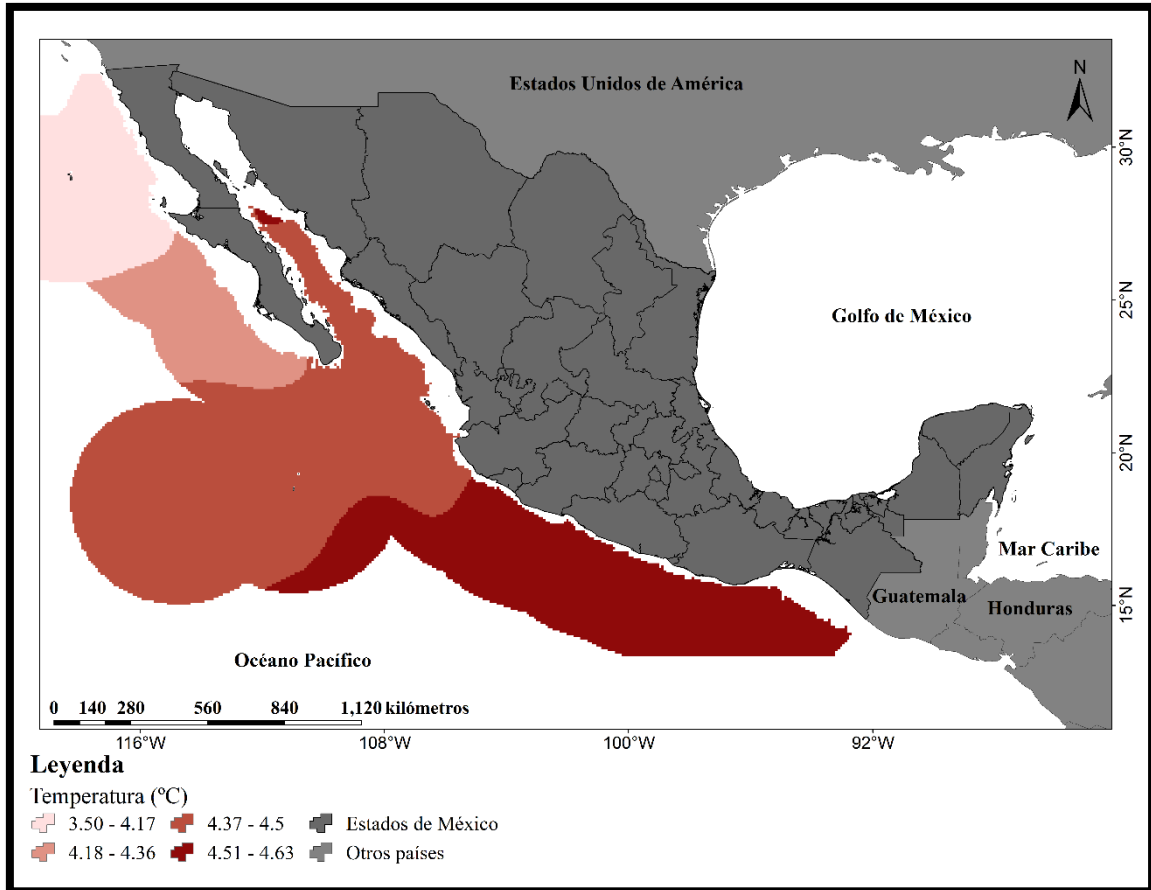 Estados Unidos de América
N
30°N
25°N
Golfo de México
20°N
Mar Caribe
Guatemala
Honduras
15°N
Océano Pacífico
0 140 280 560 840 1,120 kilómetros
116°W 108°W 100°W 92°W
Leyenda
Temperatura (ºC)
3.50 - 4.17 4.37 - 4.5 Estados de México
4.18 - 4.36 4.51 - 4.63 Otros países